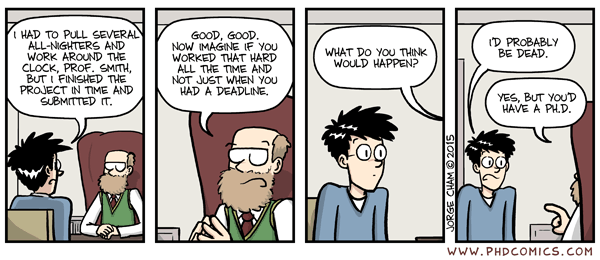 I HAD TO PULL SEVERAL
ALL-NIGHTERS AND
WORK AROUND THE
CLOCK, PROF. SMITH,
BUT I FINISHED THE
PROJECT IN TIME AND
SUBMITTED IT.
GOOD, GOOD.
NOW IMAGINE IF YOU
WORKED THAT HARD
ALL THE TIME AND
NOT JUST WHEN YOU
HAD A DEADLINE.
WHAT DO YOU THINK
WOULD HAPPEN?
JORGE CHAM © 2015
I'D PROBABLY
BE DEAD.
YES, BUT YOU'D
HAVE A PH.D.
WWW.PHDCOMICS.COM